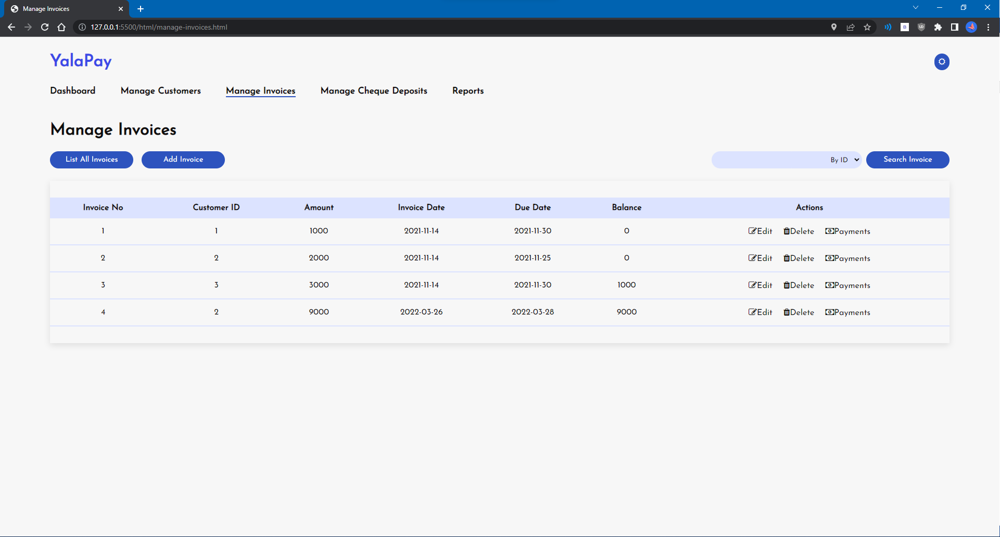 Manage Invoices
127.0.0.1:5500/html/manage-invoices.html
YalaPay
Dashboard Manage Customers Manage Invoices Manage Cheque Deposits Reports
Manage Invoices
List All Invoices Add Invoice By ID Search Invoice
Invoice No Customer ID Amount Invoice Date Due Date Balance Actions
1 1 1000 2021-11-14 2021-11-30 0 Edit Delete Payments
2 2 2000 2021-11-14 2021-11-25 0 Edit Delete Payments
3 3 3000 2021-11-14 2021-11-30 1000 Edit Delete Payments
4 2 9000 2022-03-26 2022-03-28 9000 Edit Delete Payments